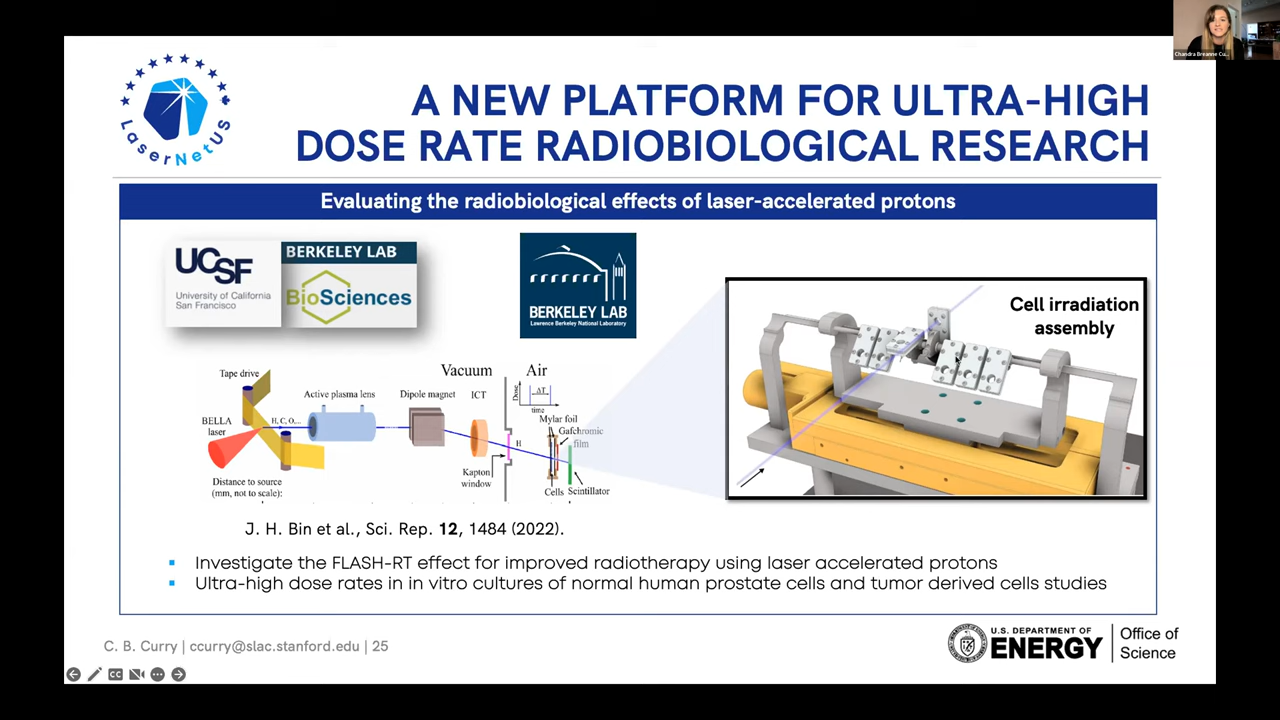 Chandra Breanne Cu...
LaserNetUS
A NEW PLATFORM FOR ULTRA-HIGH
DOSE RATE RADIOBIOLOGICAL RESEARCH
Evaluating the radiobiological effects of laser-accelerated protons
UCSF
University of California
San Francisco
BERKELEY LAB
BioSciences
BERKELEY LAB
Lawrence Berkeley National Laboratory
Cell irradiation
assembly
Vacuum
Air
Tape drive
Active plasma lens
Dipole magnet
ICT
Dose
ΔT
time
BELLA
laser
H, C, O,...
Mylar foil
Gafchromic
film
H
Kapton
window
Cells
Scintillator
Distance to source
(mm, not to scale):
J. H. Bin et al., Sci. Rep. 12, 1484 (2022).
▪ Investigate the FLASH-RT effect for improved radiotherapy using laser accelerated protons
▪ Ultra-high dose rates in in vitro cultures of normal human prostate cells and tumor derived cells studies
C. B. Curry | ccurry@slac.stanford.edu | 25
U.S. DEPARTMENT OF
ENERGY
Office of
Science
CC